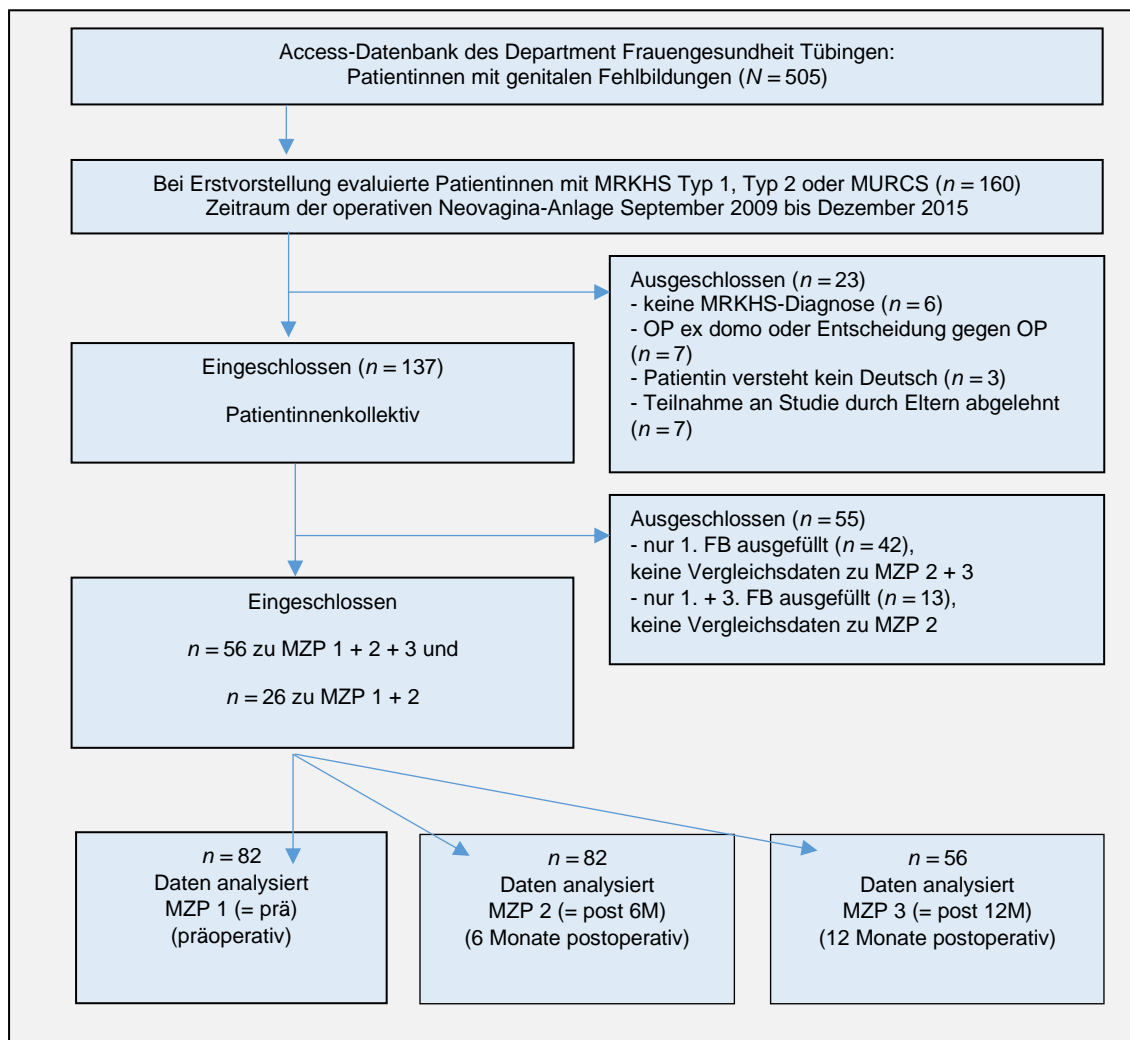 Access-Datenbank des Department Frauengesundheit Tübingen:
Patientinnen mit genitalen Fehlbildungen (N = 505)
Bei Erstvorstellung evaluierte Patientinnen mit MRKHS Typ 1, Typ 2 oder MURCS (n = 160)
Zeitraum der operativen Neovagina-Anlage September 2009 bis Dezember 2015
Ausgeschlossen (n = 23)
- keine MRKHS-Diagnose (n = 6)
- OP ex domo oder Entscheidung gegen OP
(n = 7)
- Patientin versteht kein Deutsch (n = 3)
- Teilnahme an Studie durch Eltern abgelehnt
(n = 7)
Eingeschlossen (n = 137)
Patientinnenkollektiv
Ausgeschlossen (n = 55)
- nur 1. FB ausgefüllt (n = 42),
keine Vergleichsdaten zu MZP 2 + 3
- nur 1. + 3. FB ausgefüllt (n = 13),
keine Vergleichsdaten zu MZP 2
Eingeschlossen
n = 56 zu MZP 1 + 2 + 3 und
n = 26 zu MZP 1 + 2
n = 82
Daten analysiert
MZP 1 (= prä)
(präoperativ)
n = 82
Daten analysiert
MZP 2 (= post 6M)
(6 Monate postoperativ)
n = 56
Daten analysiert
MZP 3 (= post 12M)
(12 Monate postoperativ)